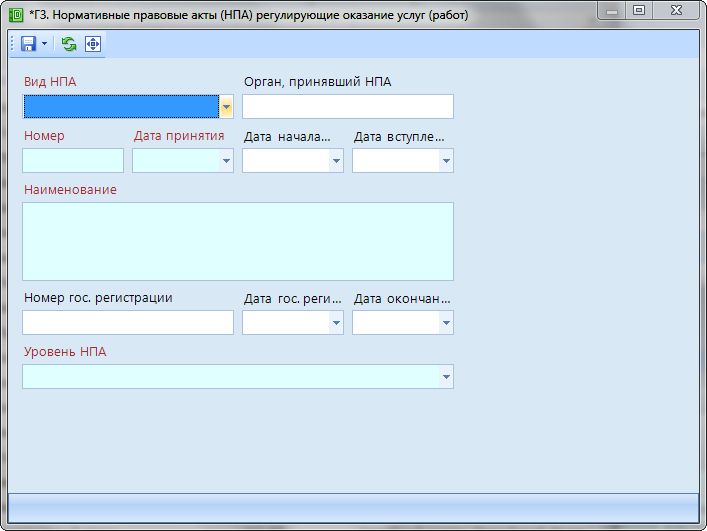 *ГЗ. Нормативные правовые акты (НПА) регулирующие оказание услуг (работ)
Вид НПА
Орган, принявший НПА
Номер
Дата принятия
Дата начала...
Дата вступле...
Наименование
Номер гос. регистрации
Дата гос. реги...
Дата окончан...
Уровень НПА